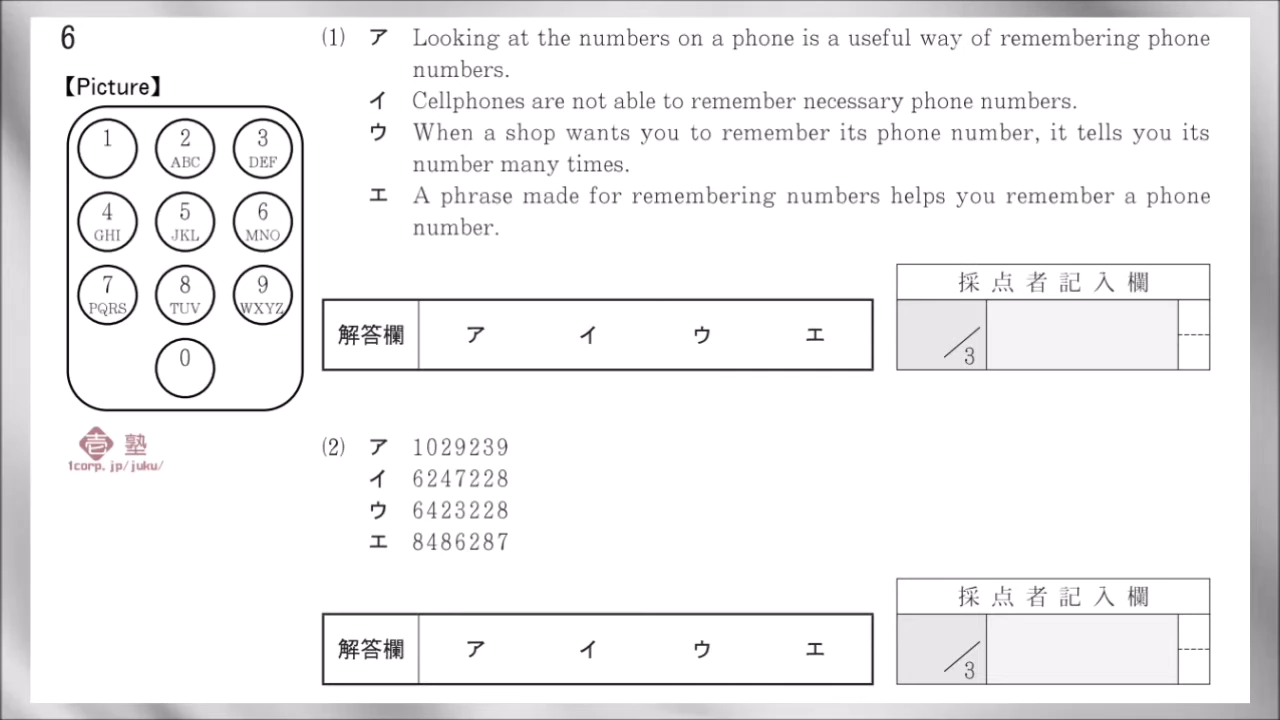 6
【Picture】
1
2
ABC
3
DEF
4
GHI
5
JKL
6
MNO
7
PQRS
8
TUV
9
WXYZ
0
壱 塾
1corp.jp/juku/
(1) ア Looking at the numbers on a phone is a useful way of remembering phone
numbers.
イ Cellphones are not able to remember necessary phone numbers.
ウ When a shop wants you to remember its phone number, it tells you its
number many times.
エ A phrase made for remembering numbers helps you remember a phone
number.
解答欄 ア イ ウ エ
採点者記入欄
/3
(2) ア 1029239
イ 6247228
ウ 6423228
エ 8486287
解答欄 ア イ ウ エ
採点者記入欄
/3